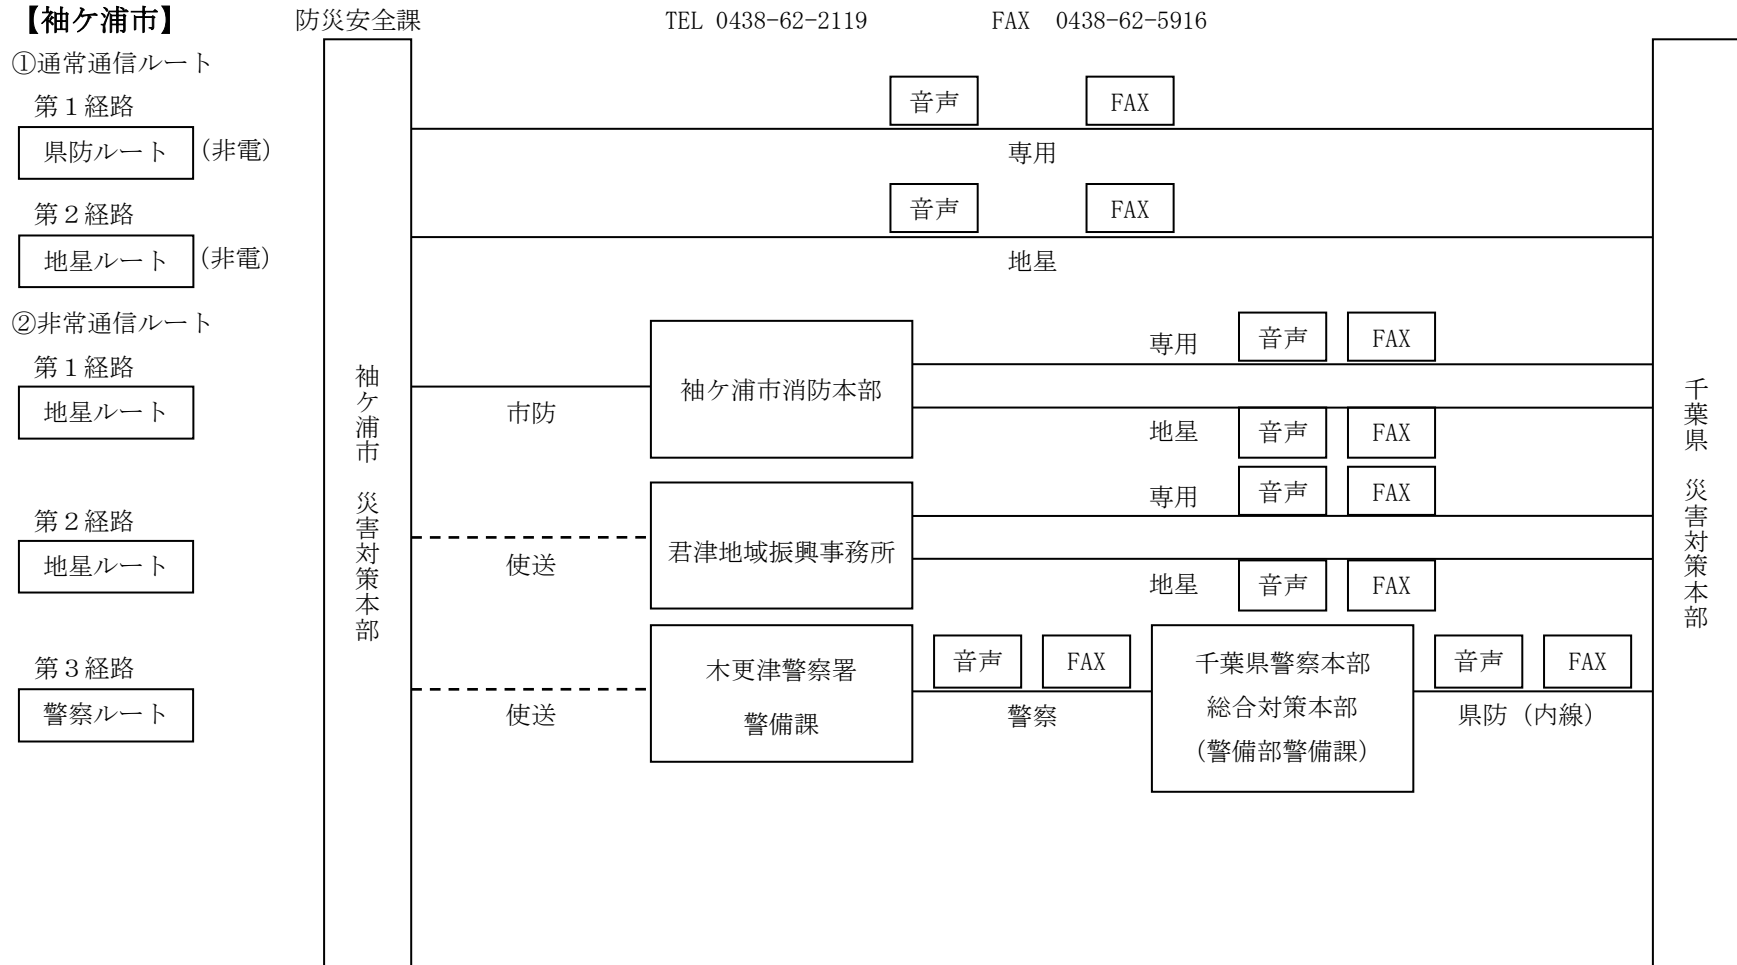 【袖ケ浦市】 防災安全課 TEL 0438-62-2119 FAX 0438-62-5916
①通常通信ルート
第１経路
県防ルート (非電)
音声 FAX
専用
第２経路
地星ルート (非電)
音声 FAX
地星
②非常通信ルート
第１経路
地星ルート
市防
袖ケ浦市消防本部
専用 音声 FAX
地星 音声 FAX
第２経路
地星ルート
使送
君津地域振興事務所
専用 音声 FAX
地星 音声 FAX
第３経路
警察ルート
使送
木更津警察署
警備課
音声 FAX
警察
千葉県警察本部
総合対策本部
(警備部警備課)
音声 FAX
県防 (内線)
袖ケ浦市 災害対策本部
千葉県 災害対策本部